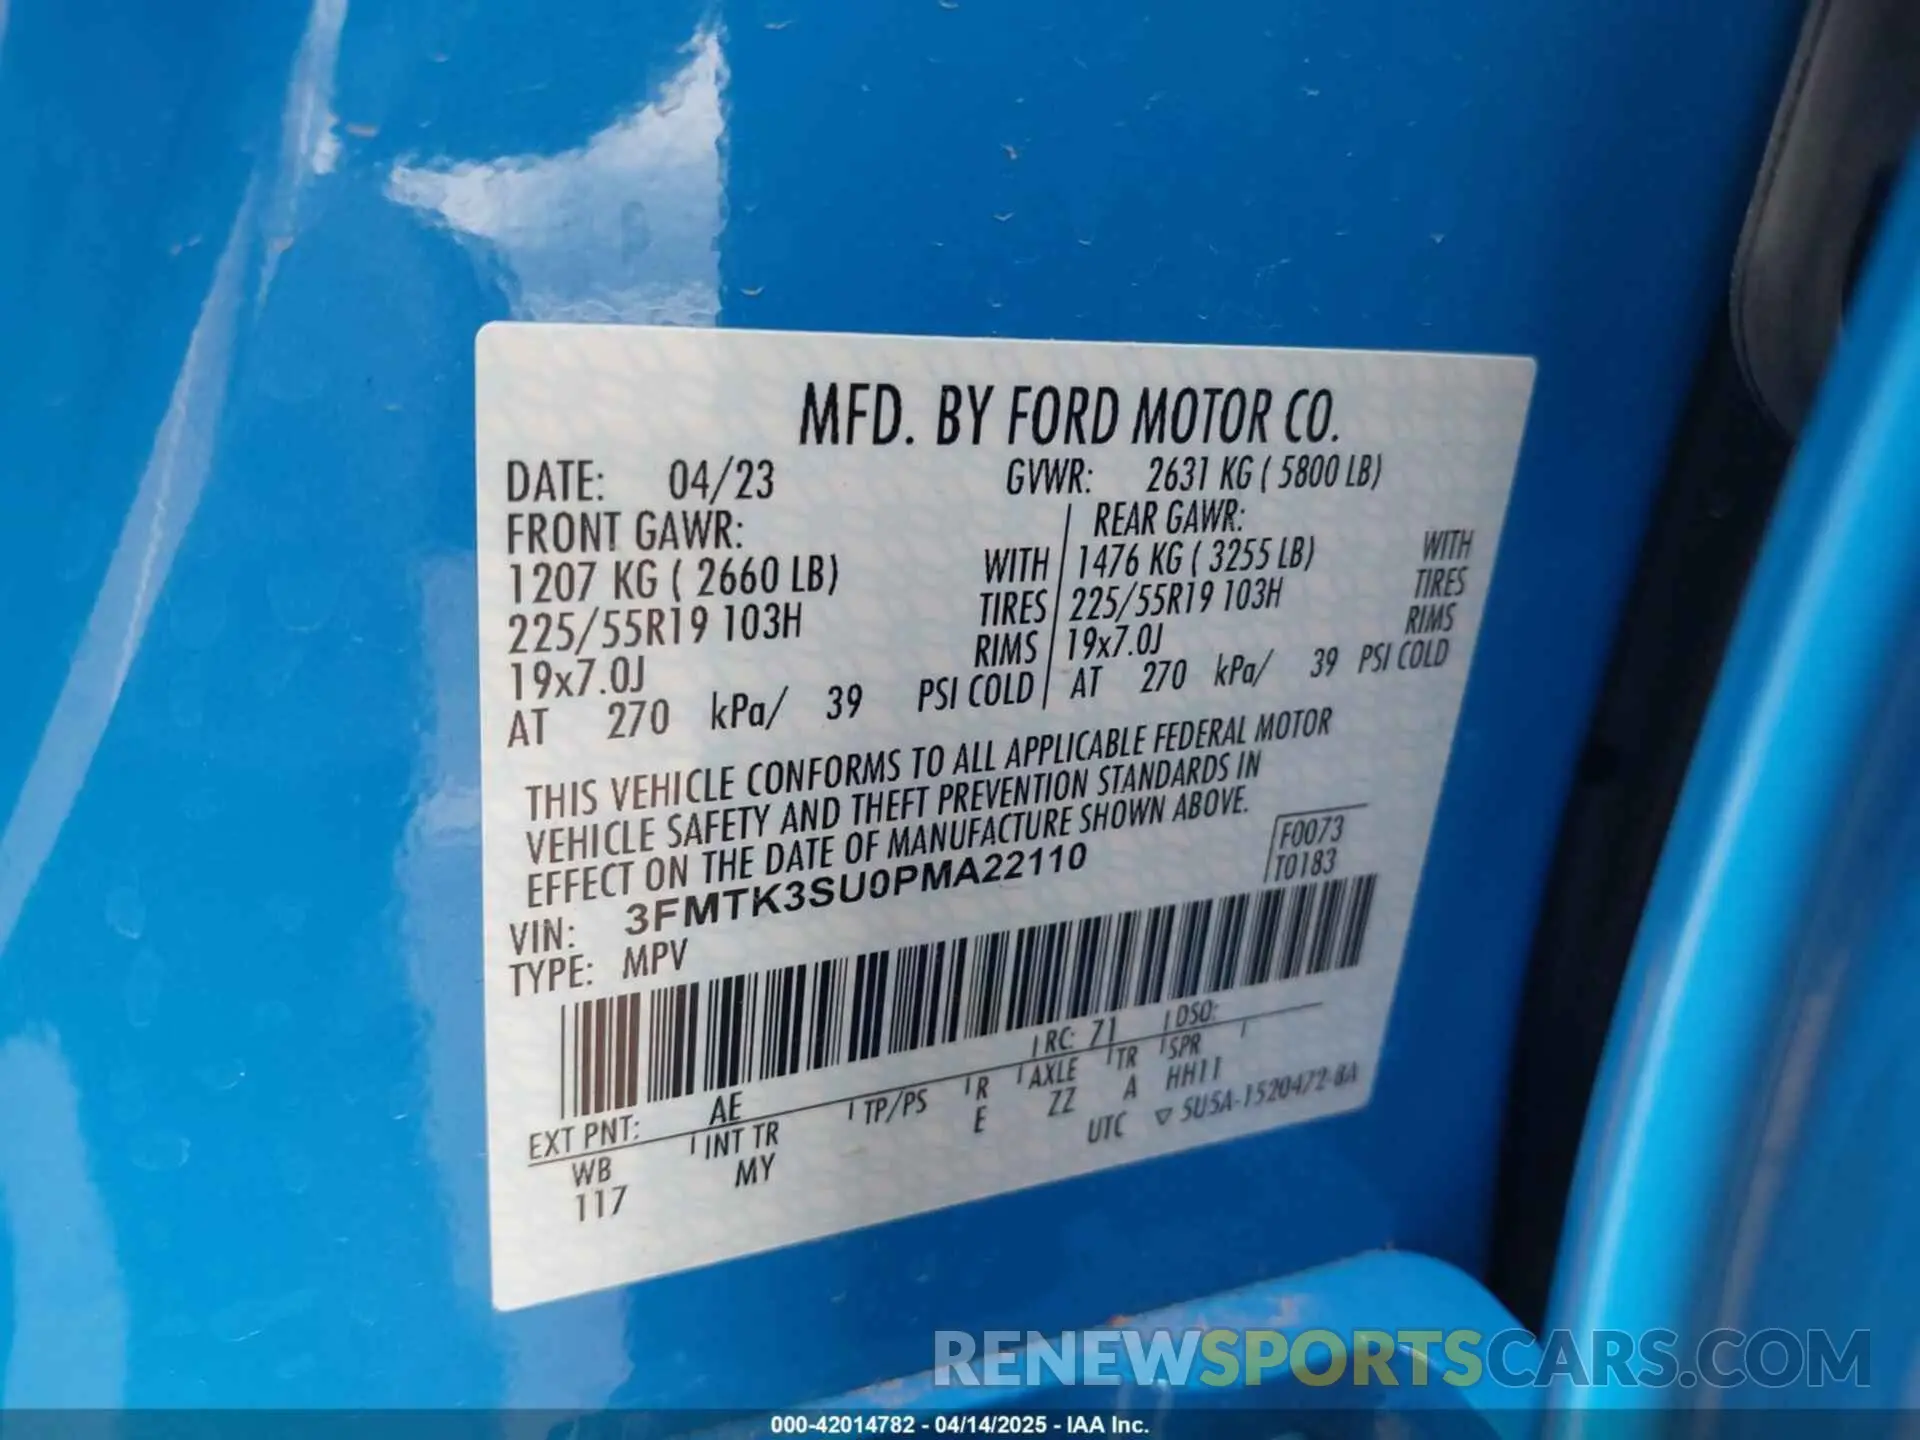 MFD. BY FORD MOTOR CO.
DATE: 04/23 GVWR: 2631 KG ( 5800 LB)
FRONT GAWR: REAR GAWR:
1207 KG ( 2660 LB) WITH 1476 KG ( 3255 LB) WITH
225/55R19 103H TIRES 225/55R19 103H TIRES
19x7.0J RIMS 19x7.0J RIMS
AT 270 kPa/ 39 PSI COLD AT 270 kPa/ 39 PSI COLD
THIS VEHICLE CONFORMS TO ALL APPLICABLE FEDERAL MOTOR
VEHICLE SAFETY AND THEFT PREVENTION STANDARDS IN
EFFECT ON THE DATE OF MANUFACTURE SHOWN ABOVE.
F0073
T0183
VIN: 3FMTK3SU0PMA22110
TYPE: MPV
EXT PNT: AE RC: 71 DSO:
WB INT TR TP/PS R AXLE TR SPR
117 MY E ZZ A HH11
UTC ▽ 5U5A-1520472-BA
RENEWSPORTSCARS.COM
000-42014782 - 04/14/2025 - IAA Inc.